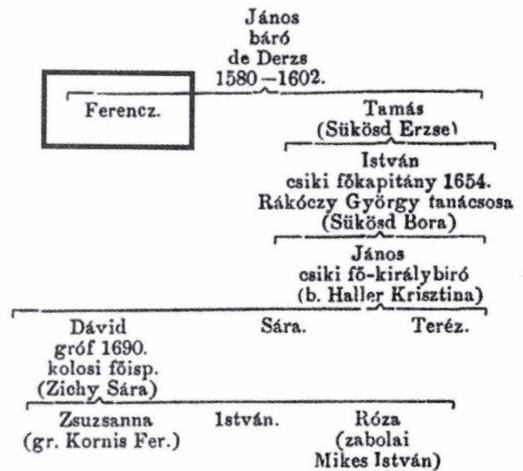 János
báró
de Derzs
1580—1602.
Ferencz.
Tamás
(Sükösd Erzse)
István
csiki főkapitány 1654.
Rákóczy György tanácsosa
(Sükösd Bora)
János
csiki fő-királybiró
(b. Haller Krisztina)
Dávid
gróf 1690.
kolosi főisp.
(Zichy Sára)
Sára.
Teréz.
Zsuzsanna
(gr. Kornis Fer.)
István.
Róza
(zabolai
Mikes István)